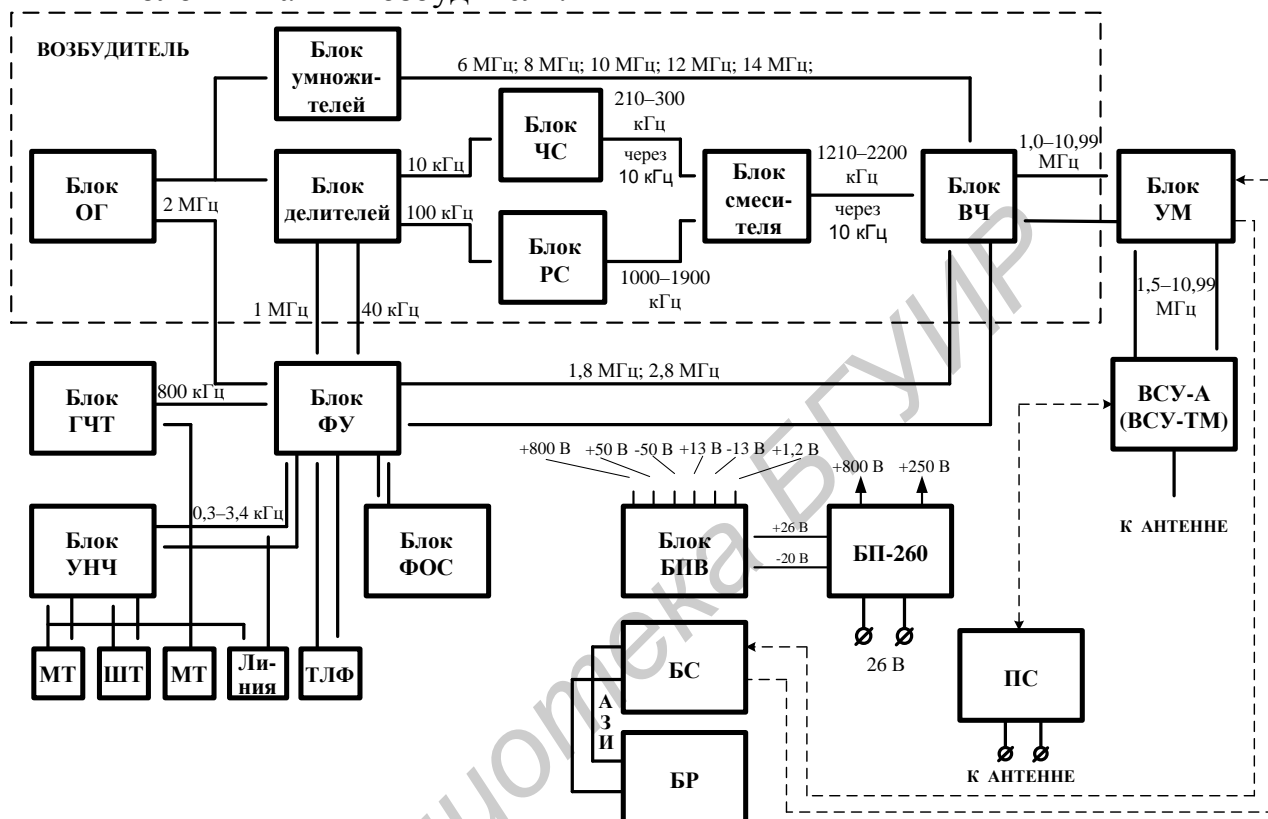 ВОЗБУДИТЕЛЬ
Блок
умножи-
телей
6 МГц; 8 МГц; 10 МГц; 12 МГц; 14 МГц;
Блок
ОГ
2 МГц
Блок
делителей
10 кГц
100 кГц
Блок
ЧС
210–300
кГц
через
10 кГц
Блок
РС
1000–1900
кГц
Блок
смеси-
теля
1210–2200
кГц
через
10 кГц
Блок
ВЧ
1,0–10,99
МГц
Блок
УМ
1 МГц
40 кГц
1,5–10,99
МГц
Блок
ГЧТ
800 кГц
Блок
ФУ
1,8 МГц; 2,8 МГц
ВСУ-А
(ВСУ-ТМ)
К АНТЕННЕ
Блок
УНЧ
0,3–3,4 кГц
Блок
ФОС
+800 В
+50 В
-50 В
+13 В
-13 В
+1,2 В
Блок
БПВ
+26 В
-20 В
+800 В
+250 В
БП-260
26 В
МТ
ШТ
МТ
Ли-
ния
ТЛФ
БС
А
З
И
БР
ПС
К АНТЕННЕ
БГУИР